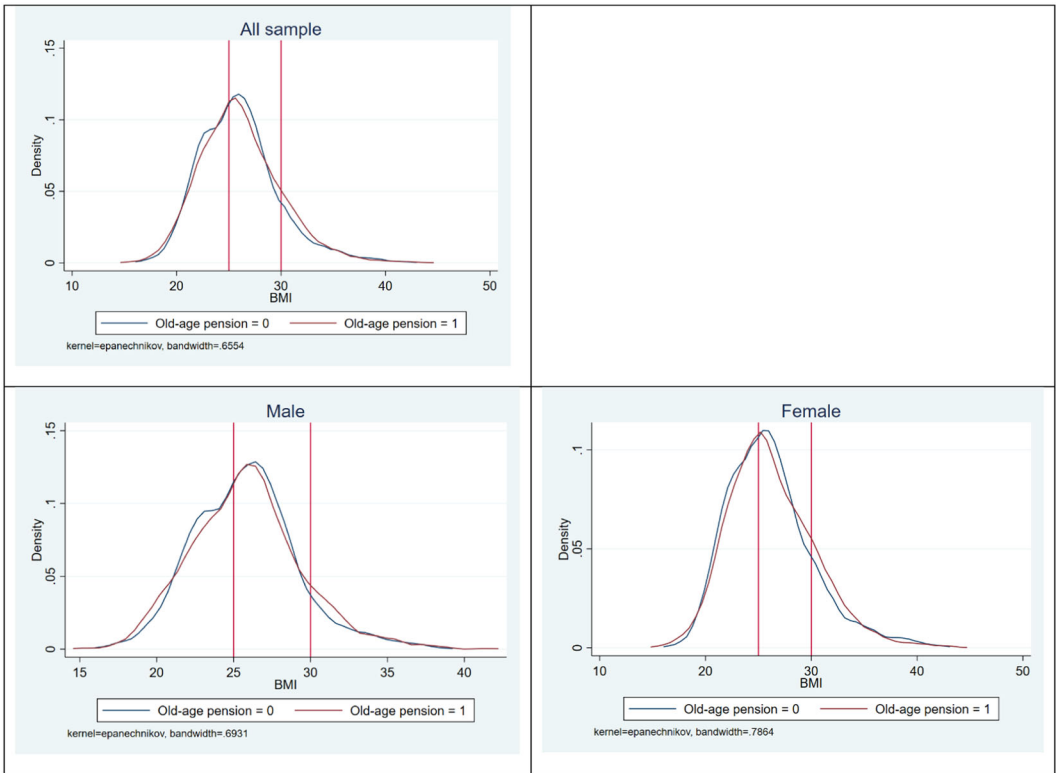 All sample
Density
.15
.1
.05
0
10 20 30 40 50
BMI
Old-age pension = 0 Old-age pension = 1
kernel=epanechnikov, bandwidth=.6554
Male
Density
.15
.1
.05
0
15 20 25 30 35 40
BMI
Old-age pension = 0 Old-age pension = 1
kernel=epanechnikov, bandwidth=.6931
Female
Density
.1
.05
0
10 20 30 40 50
BMI
Old-age pension = 0 Old-age pension = 1
kernel=epanechnikov, bandwidth=.7864